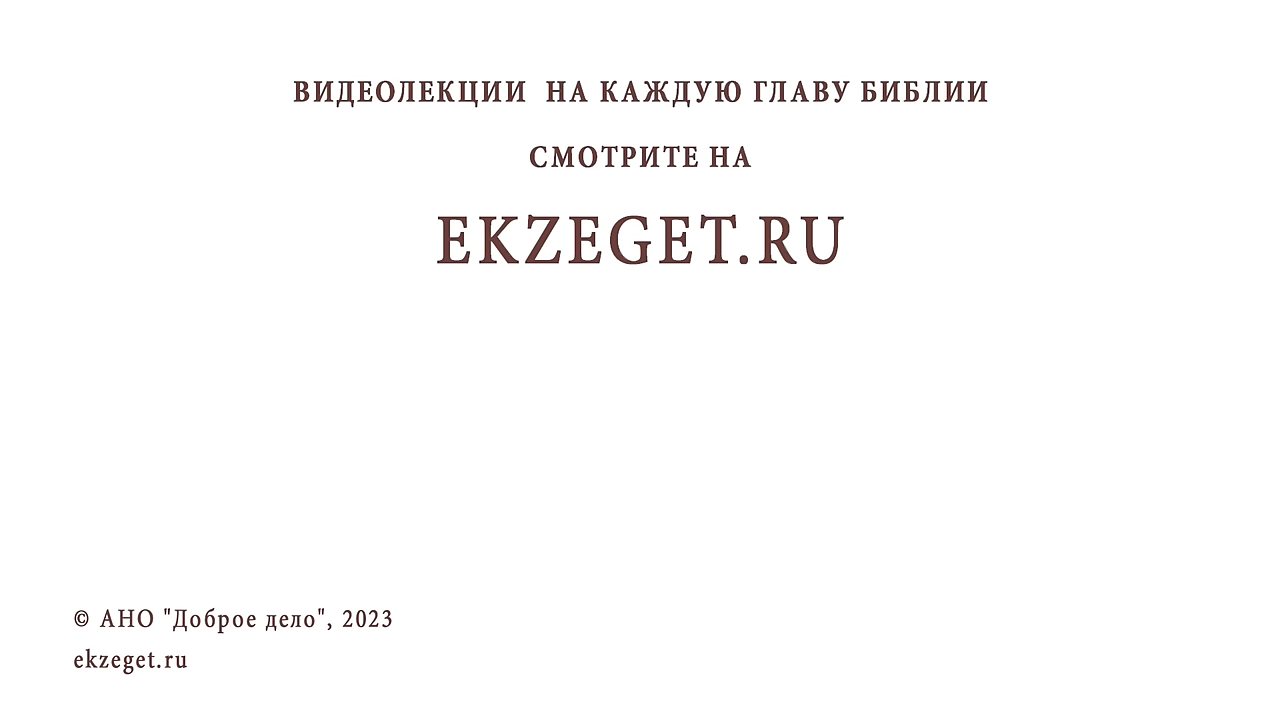 ВИДЕОЛЕКЦИИ НА КАЖДУЮ ГЛАВУ БИБЛИИ
СМОТРИТЕ НА
EKZEGET.RU
© АНО "Доброе дело", 2023
ekzeget.ru